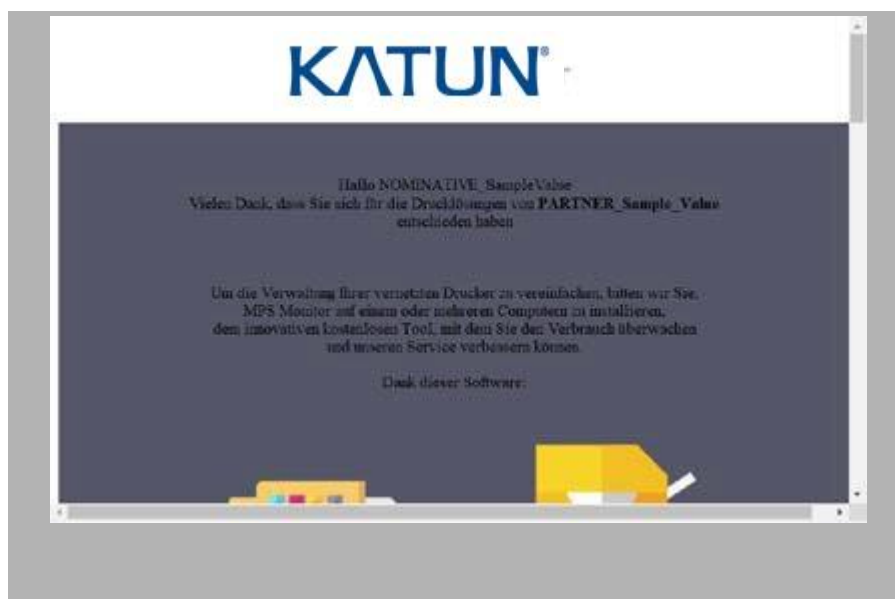 KATUN®
Hallo NOMINATIVE_SampleValue
Vielen Dank, dass Sie sich für die Drucklösungen von PARTNER_Sample_Value
entschieden haben
Um die Verwaltung Ihrer vernetzten Drucker zu vereinfachen, bitten wir Sie,
MPS Monitor auf einem oder mehreren Computern zu installieren,
dem innovativen kostenlosen Tool, mit dem Sie den Verbrauch überwachen
und unseren Service verbessern können.
Dank dieser Software: